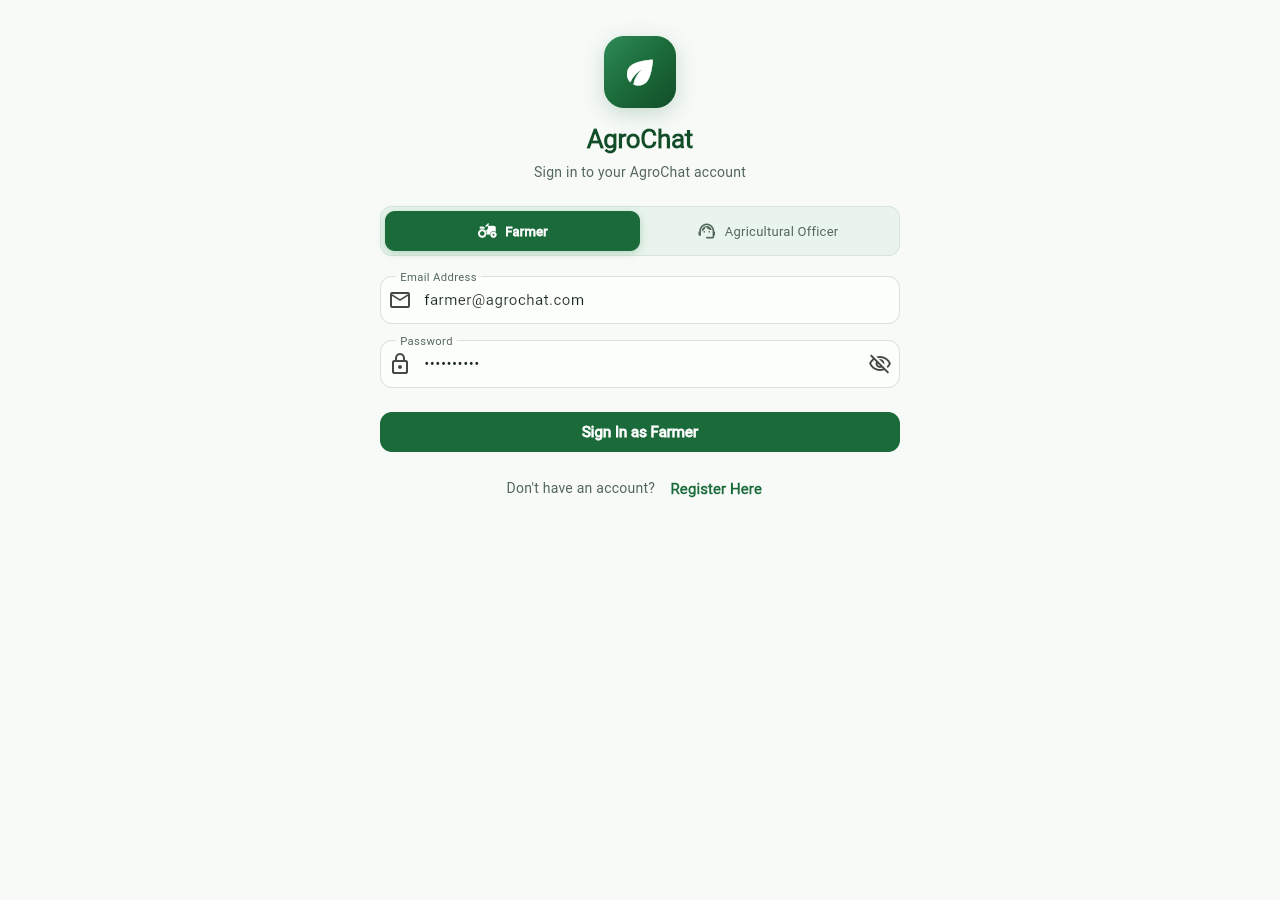 AgroChat
Sign in to your AgroChat account
Farmer
Agricultural Officer
Email Address
farmer@agrochat.com
Password
••••••••••
Sign In as Farmer
Don't have an account? Register Here